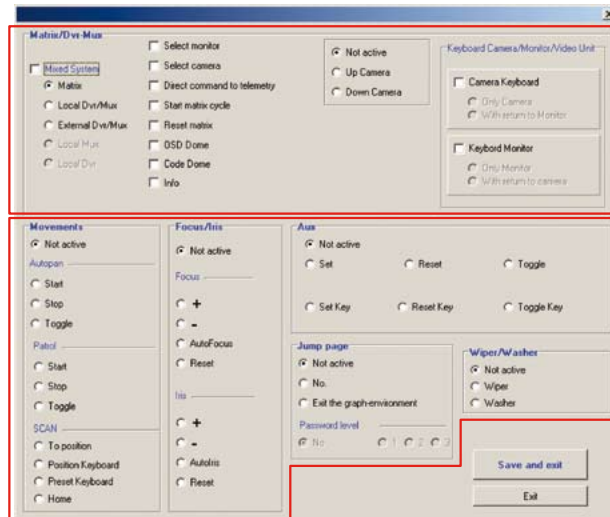 Matrix/Dvr-Mux
Mixed System
Matrix
Local Dvr/Mux
External Dvr/Mux
Local Mux
Local Dvr
Select monitor
Select camera
Direct command to telemetry
Start matrix cycle
Reset matrix
OSD Dome
Code Dome
Info
Not active
Up Camera
Down Camera
Keyboard Camera/Monitor/Video Unit
Camera Keyboard
Only Camera
With return to Monitor
Keybord Monitor
Only Monitor
With return to camera
Movements
Not active
Autopan
Start
Stop
Toggle
Patrol
Start
Stop
Toggle
SCAN
To position
Position Keyboard
Preset Keyboard
Home
Focus/Iris
Not active
Focus
+
-
AutoFocus
Reset
Iris
+
-
AutoIris
Reset
Aux
Not active
Set Reset Toggle
Set Key Reset Key Toggle Key
Jump page
Not active
No.
Exit the graph-environment
Password level
No 1 2 3
Wiper/Washer
Not active
Wiper
Washer
Save and exit
Exit